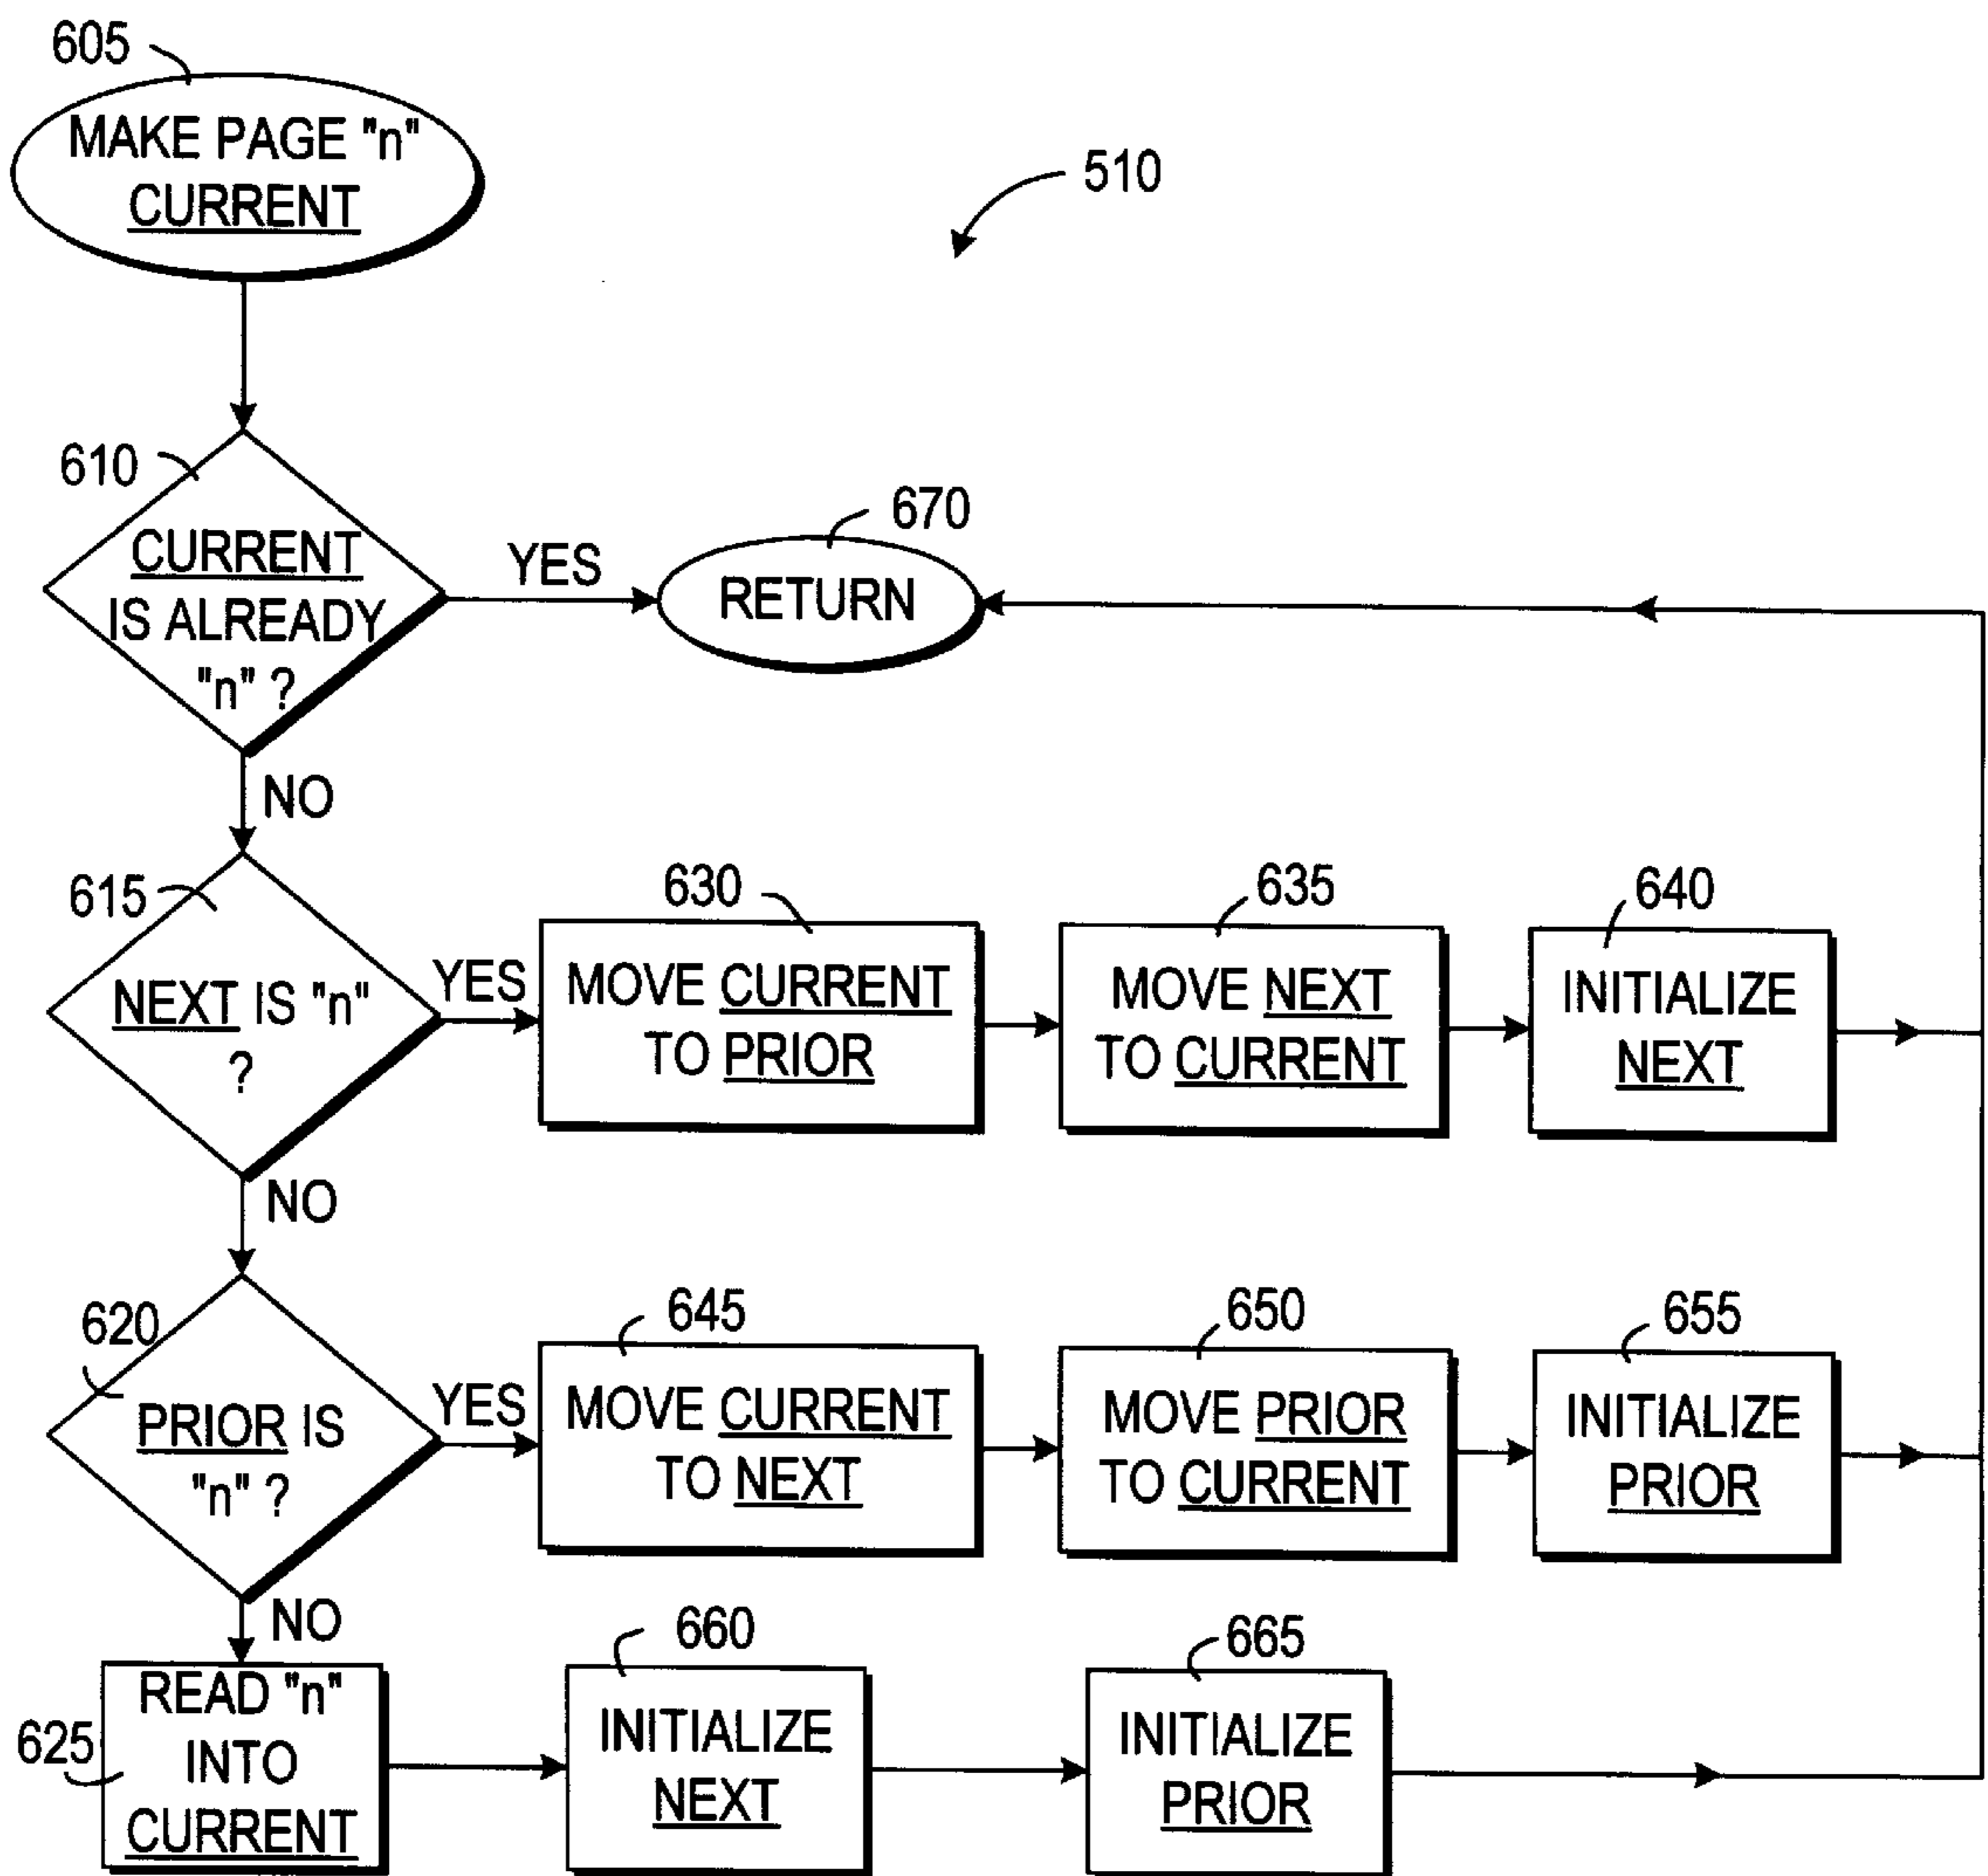 605
MAKE PAGE "n"
CURRENT
510
610
CURRENT
IS ALREADY
"n" ?
YES
670
RETURN
NO
615
NEXT IS "n"
?
YES
630
MOVE CURRENT
TO PRIOR
635
MOVE NEXT
TO CURRENT
640
INITIALIZE
NEXT
NO
620
PRIOR IS
"n" ?
YES
645
MOVE CURRENT
TO NEXT
650
MOVE PRIOR
TO CURRENT
655
INITIALIZE
PRIOR
NO
625
READ "n"
INTO
CURRENT
660
INITIALIZE
NEXT
665
INITIALIZE
PRIOR